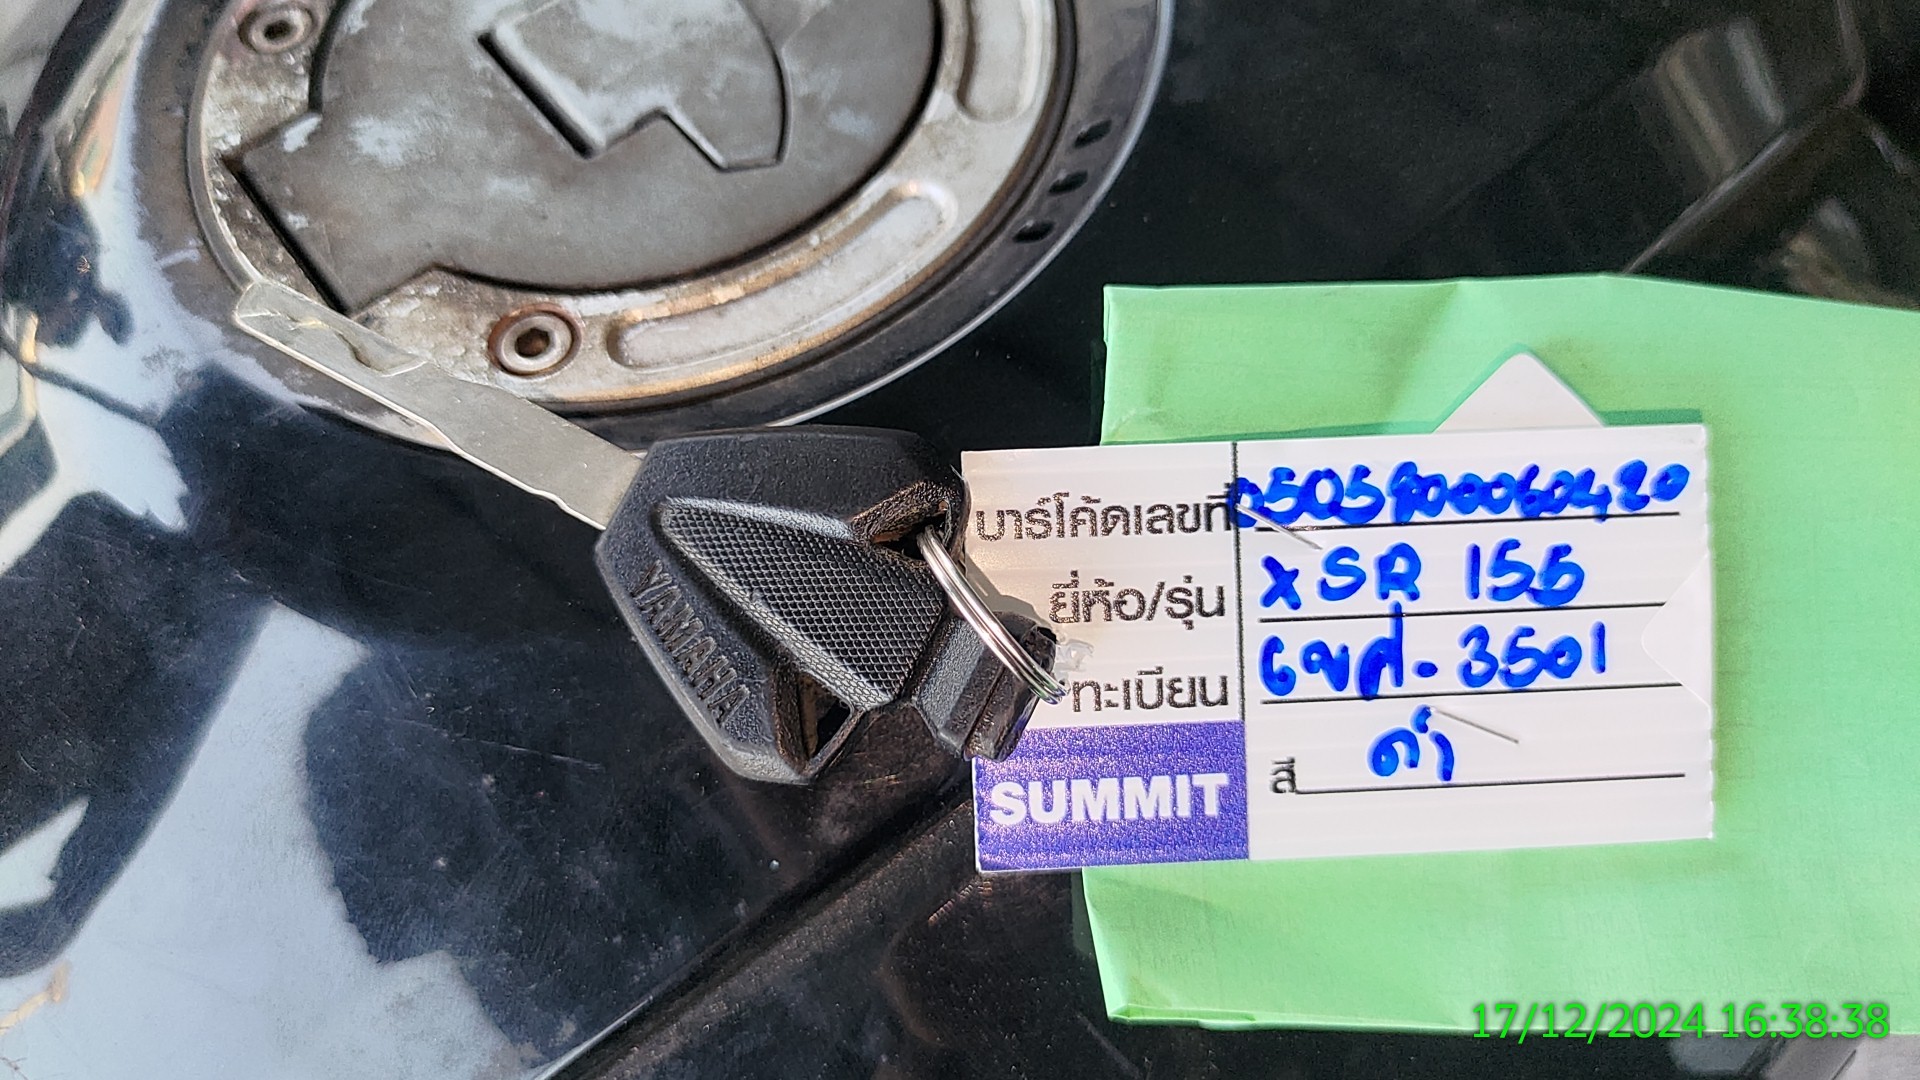 YAMAHA
บาร์โค้ดเลขที่ 0505900060420
ยี่ห้อ/รุ่น XSR 155
ทะเบียน 6ขศ-3501
SUMMIT
สี ดำ
17/12/2024 16:38:38